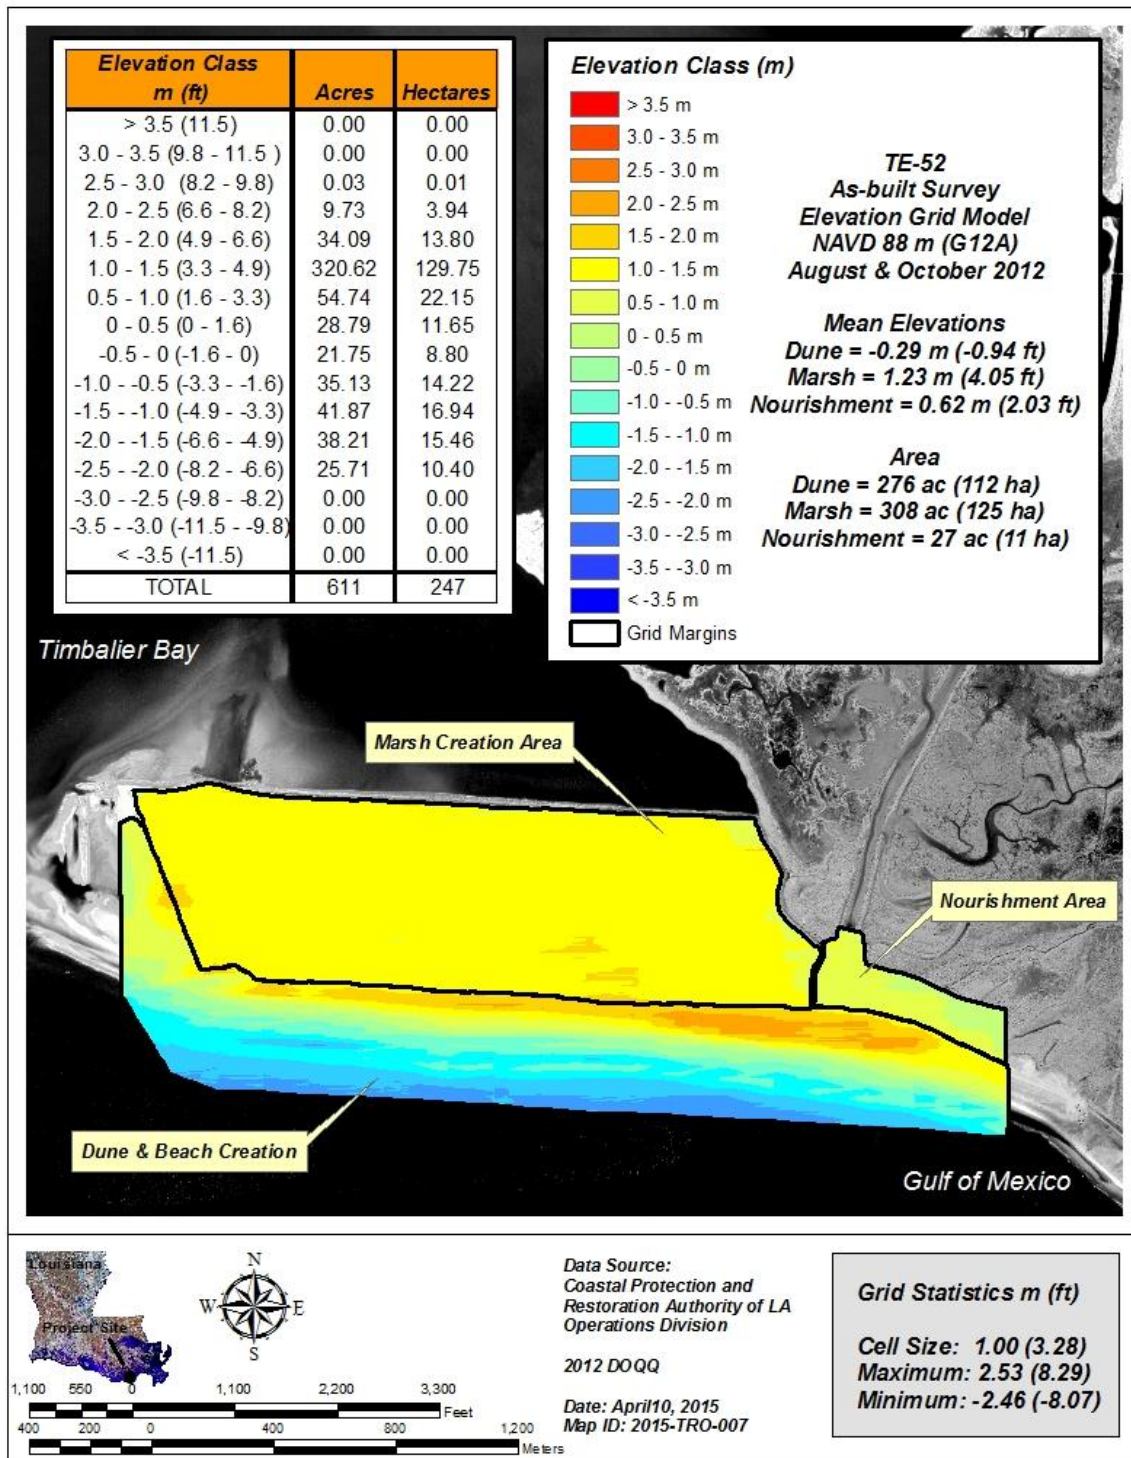 Elevation Class
m (ft) Acres Hectares
> 3.5 (11.5) 0.00 0.00
3.0 - 3.5 (9.8 - 11.5 ) 0.00 0.00
2.5 - 3.0 (8.2 - 9.8) 0.03 0.01
2.0 - 2.5 (6.6 - 8.2) 9.73 3.94
1.5 - 2.0 (4.9 - 6.6) 34.09 13.80
1.0 - 1.5 (3.3 - 4.9) 320.62 129.75
0.5 - 1.0 (1.6 - 3.3) 54.74 22.15
0 - 0.5 (0 - 1.6) 28.79 11.65
-0.5 - 0 (-1.6 - 0) 21.75 8.80
-1.0 - -0.5 (-3.3 - -1.6) 35.13 14.22
-1.5 - -1.0 (-4.9 - -3.3) 41.87 16.94
-2.0 - -1.5 (-6.6 - -4.9) 38.21 15.46
-2.5 - -2.0 (-8.2 - -6.6) 25.71 10.40
-3.0 - -2.5 (-9.8 - -8.2) 0.00 0.00
-3.5 - -3.0 (-11.5 - -9.8) 0.00 0.00
< -3.5 (-11.5) 0.00 0.00
TOTAL 611 247
Elevation Class (m)
> 3.5 m
3.0 - 3.5 m
2.5 - 3.0 m
2.0 - 2.5 m
1.5 - 2.0 m
1.0 - 1.5 m
0.5 - 1.0 m
0 - 0.5 m
-0.5 - 0 m
-1.0 - -0.5 m
-1.5 - -1.0 m
-2.0 - -1.5 m
-2.5 - -2.0 m
-3.0 - -2.5 m
-3.5 - -3.0 m
< -3.5 m
Grid Margins
TE-52
As-built Survey
Elevation Grid Model
NAVD 88 m (G12A)
August & October 2012
Mean Elevations
Dune = -0.29 m (-0.94 ft)
Marsh = 1.23 m (4.05 ft)
Nourishment = 0.62 m (2.03 ft)
Area
Dune = 276 ac (112 ha)
Marsh = 308 ac (125 ha)
Nourishment = 27 ac (11 ha)
Timbalier Bay
Marsh Creation Area
Nourishment Area
Dune & Beach Creation
Gulf of Mexico
Louisiana
Project Site
N
W E
S
1,100 550 0 1,100 2,200 3,300
Feet
400 200 0 400 800 1,200
Meters
Data Source:
Coastal Protection and
Restoration Authority of LA
Operations Division
2012 DOQQ
Date: April10, 2015
Map ID: 2015-TRO-007
Grid Statistics m (ft)
Cell Size: 1.00 (3.28)
Maximum: 2.53 (8.29)
Minimum: -2.46 (-8.07)